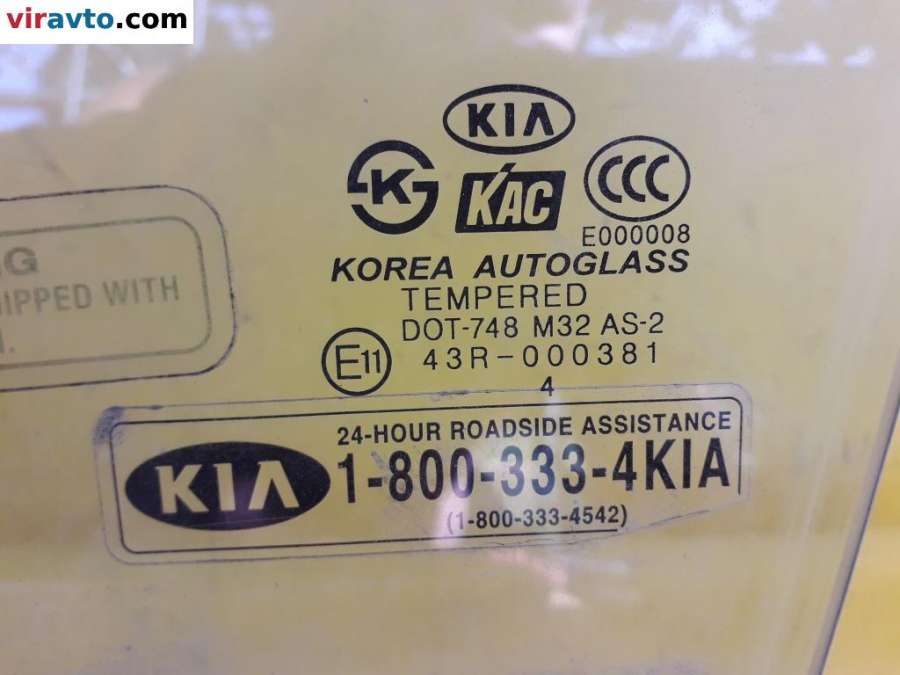 viravto.com
KIA
K
KAC
CCC
E000008
KOREA AUTOGLASS
TEMPERED
DOT-748 M32 AS-2
E11
43R-000381
4
WITH
24-HOUR ROADSIDE ASSISTANCE
KIA
1-800-333-4KIA
(1-800-333-4542)